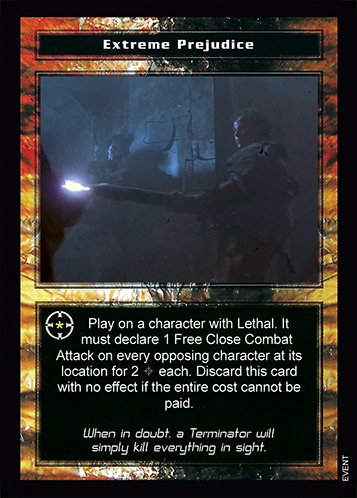 Extreme Prejudice
Play on a character with Lethal. It
must declare 1 Free Close Combat
Attack on every opposing character at its
location for 2 each. Discard this card
with no effect if the entire cost cannot be
paid.
When in doubt, a Terminator will
simply kill everything in sight.
EVENT